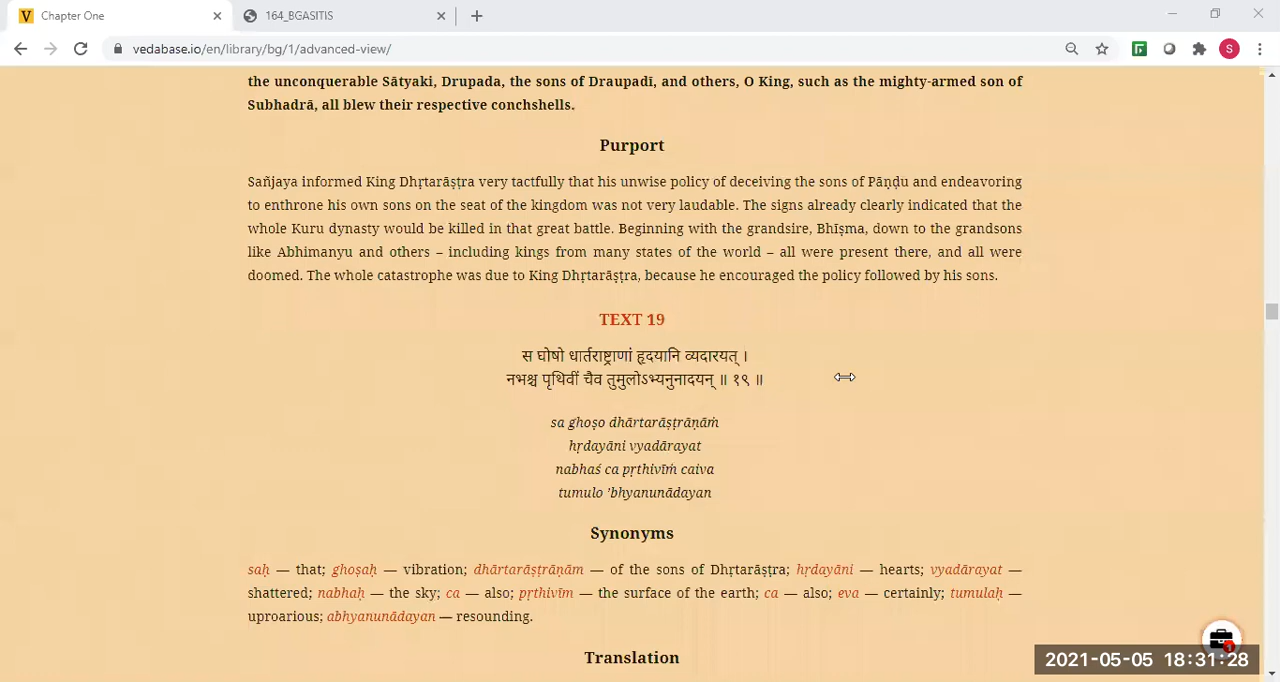 Chapter One
164_BGASITIS
vedabase.io/en/library/bg/1/advanced-view/
S
the unconquerable Sātyaki, Drupada, the sons of Draupadī, and others, O King, such as the mighty-armed son of
Subhadrā, all blew their respective conchshells.
Purport
Sañjaya informed King Dhṛtarāṣṭra very tactfully that his unwise policy of deceiving the sons of Pāṇḍu and endeavoring
to enthrone his own sons on the seat of the kingdom was not very laudable. The signs already clearly indicated that the
whole Kuru dynasty would be killed in that great battle. Beginning with the grandsire, Bhīṣma, down to the grandsons
like Abhimanyu and others – including kings from many states of the world – all were present there, and all were
doomed. The whole catastrophe was due to King Dhṛtarāṣṭra, because he encouraged the policy followed by his sons.
TEXT 19
स घोषो धार्तराष्ट्राणां हृदयानि व्यदारयत् ।
नभश्च पृथिवीं चैव तुमुलोऽभ्यनुनादयन् ॥ १९ ॥
sa ghoṣo dhārtarāṣṭrāṇāṁ
hṛdayāni vyadārayat
nabhaś ca pṛthivīṁ caiva
tumulo ’bhyanunādayan
Synonyms
saḥ — that; ghoṣaḥ — vibration; dhārtarāṣṭrāṇām — of the sons of Dhṛtarāṣṭra; hṛdayāni — hearts; vyadārayat —
shattered; nabhaḥ — the sky; ca — also; pṛthivīm — the surface of the earth; ca — also; eva — certainly; tumulaḥ —
uproarious; abhyanunādayan — resounding.
Translation
1
2021-05-05 18:31:28